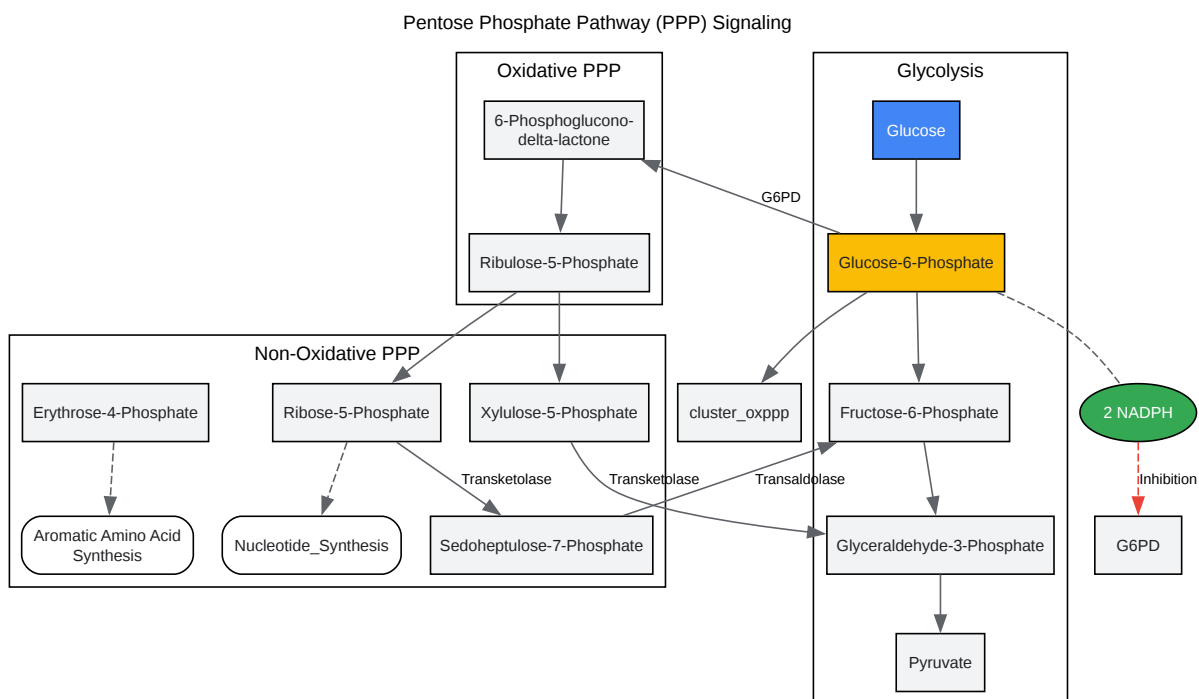 Pentose Phosphate Pathway (PPP) Signaling
Oxidative PPP
Glycolysis
6-Phosphoglucono-
delta-lactone
Glucose
G6PD
Ribulose-5-Phosphate
Glucose-6-Phosphate
Non-Oxidative PPP
Erythrose-4-Phosphate
Ribose-5-Phosphate
Xylulose-5-Phosphate
cluster_oxppp
Fructose-6-Phosphate
2 NADPH
Transketolase
Transketolase
Transaldolase
Inhibition
Aromatic Amino Acid
Synthesis
Nucleotide_Synthesis
Sedoheptulose-7-Phosphate
Glyceraldehyde-3-Phosphate
G6PD
Pyruvate